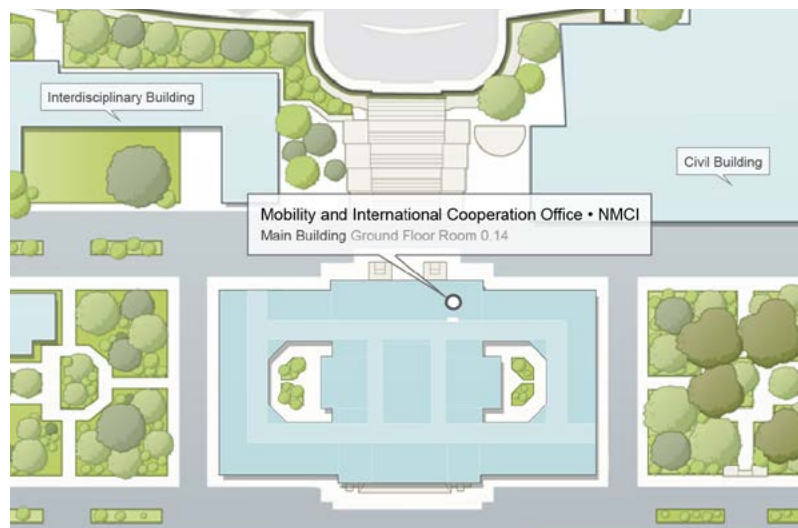 Interdisciplinary Building
Civil Building
Mobility and International Cooperation Office • NMCI
Main Building Ground Floor Room 0.14